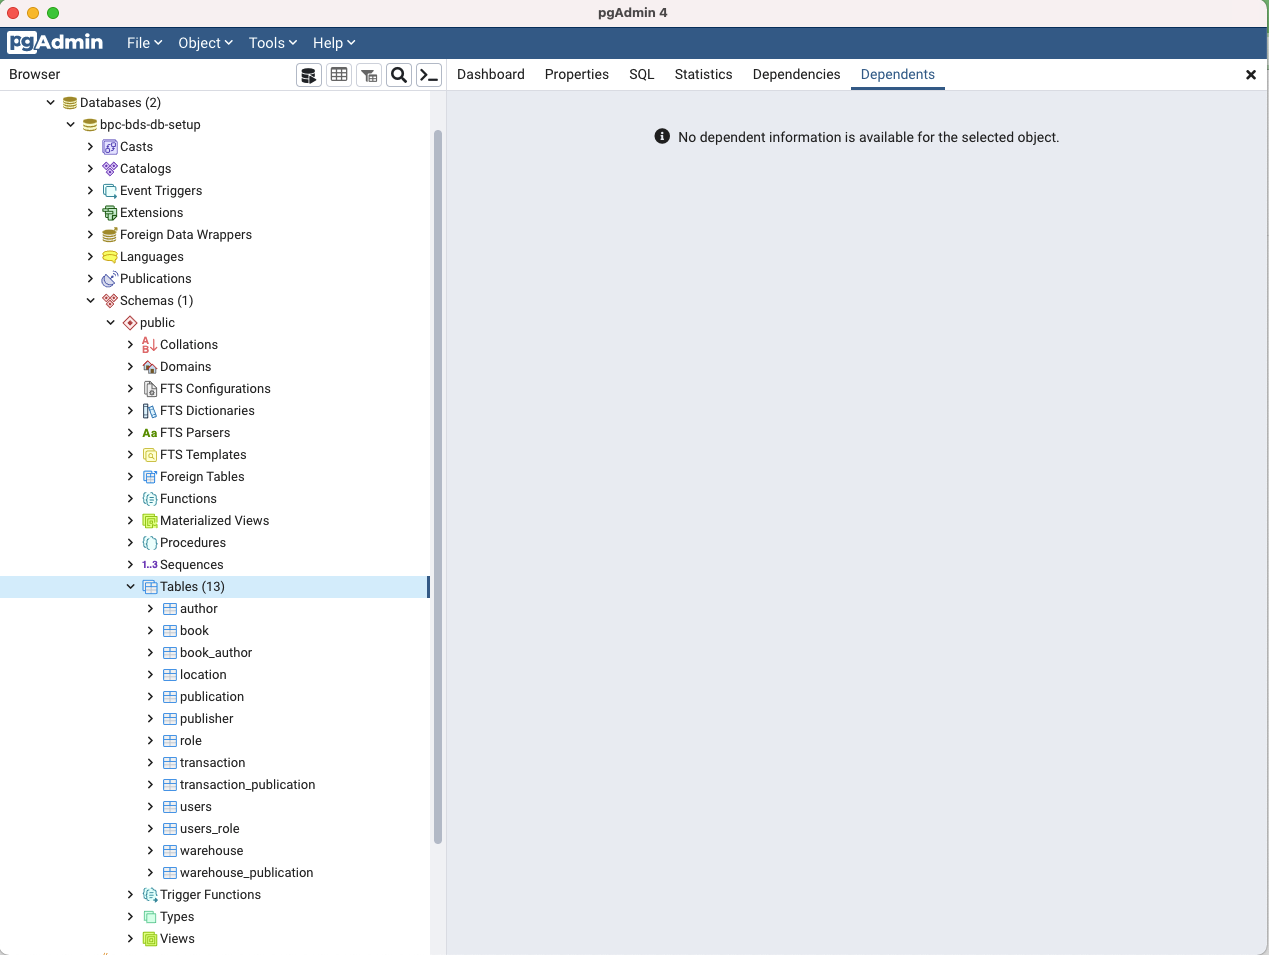 pgAdmin 4
pgAdmin File Object Tools Help
Browser
Dashboard Properties SQL Statistics Dependencies Dependents
Databases (2)
bpc-bds-db-setup
Casts
Catalogs
Event Triggers
Extensions
Foreign Data Wrappers
Languages
Publications
Schemas (1)
public
Collations
Domains
FTS Configurations
FTS Dictionaries
Aa FTS Parsers
FTS Templates
Foreign Tables
Functions
Materialized Views
Procedures
1..3 Sequences
Tables (13)
author
book
book_author
location
publication
publisher
role
transaction
transaction_publication
users
users_role
warehouse
warehouse_publication
Trigger Functions
Types
Views
No dependent information is available for the selected object.